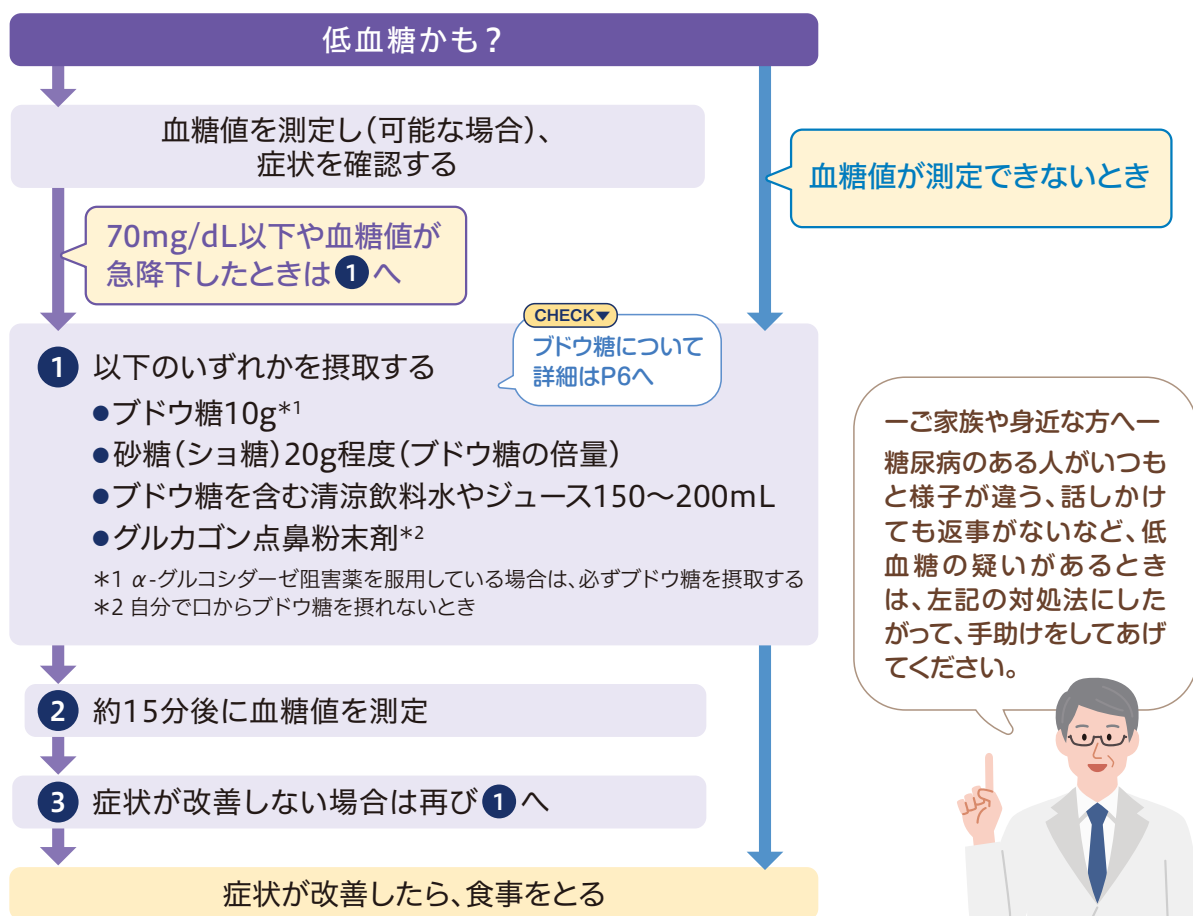 低血糖かも？
血糖値を測定し（可能な場合）、
症状を確認する
血糖値が測定できないとき
70mg/dL以下や血糖値が
急降下したときは1へ
CHECK▼
ブドウ糖について
詳細はP6へ
1 以下のいずれかを摂取する
●ブドウ糖10g*1
●砂糖（ショ糖）20g程度（ブドウ糖の倍量）
●ブドウ糖を含む清涼飲料水やジュース150〜200mL
●グルカゴン点鼻粉末剤*2
*1 α-グルコシダーゼ阻害薬を服用している場合は、必ずブドウ糖を摂取する
*2 自分で口からブドウ糖を摂れないとき
2 約15分後に血糖値を測定
3 症状が改善しない場合は再び1へ
症状が改善したら、食事をとる
ーご家族や身近な方へー
糖尿病のある人がいつも
と様子が違う、話しかけ
ても返事がないなど、低
血糖の疑いがあるとき
は、左記の対処法にした
がって、手助けをしてあげ
てください。